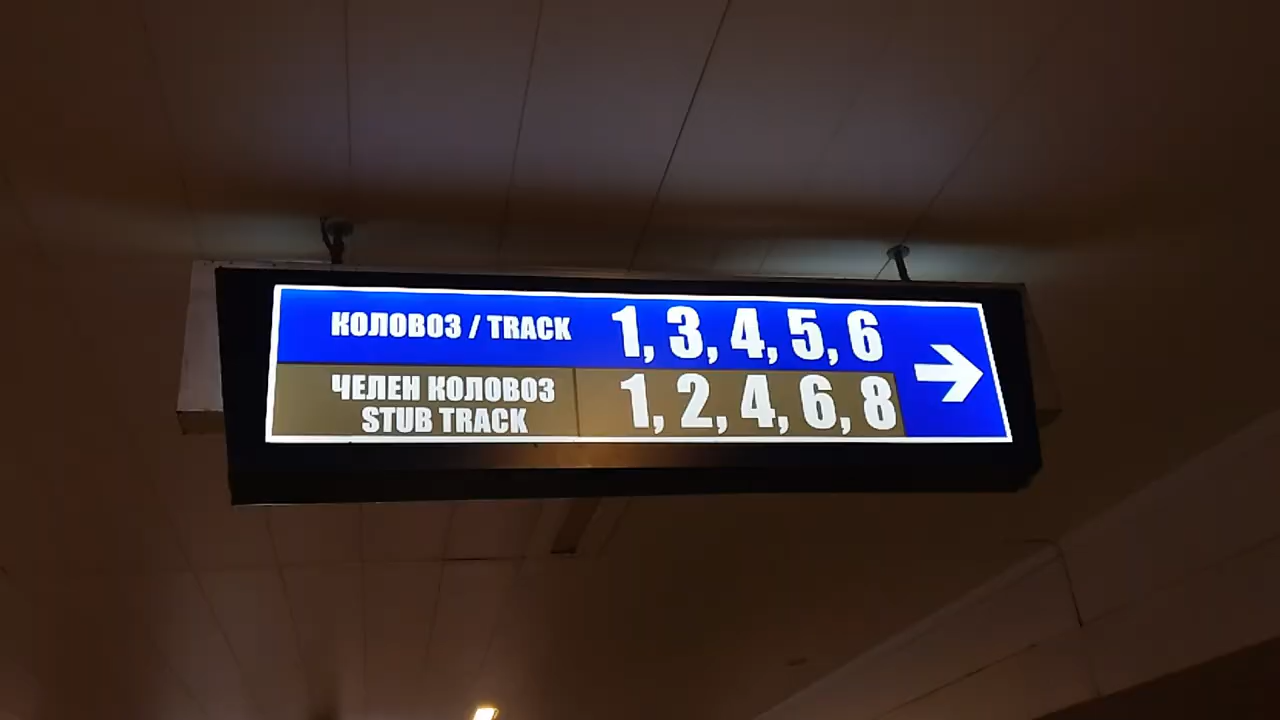 КОЛОВОЗ / TRACK 1, 3, 4, 5, 6
ЧЕЛЕН КОЛОВОЗ
STUB TRACK
1, 2, 4, 6, 8